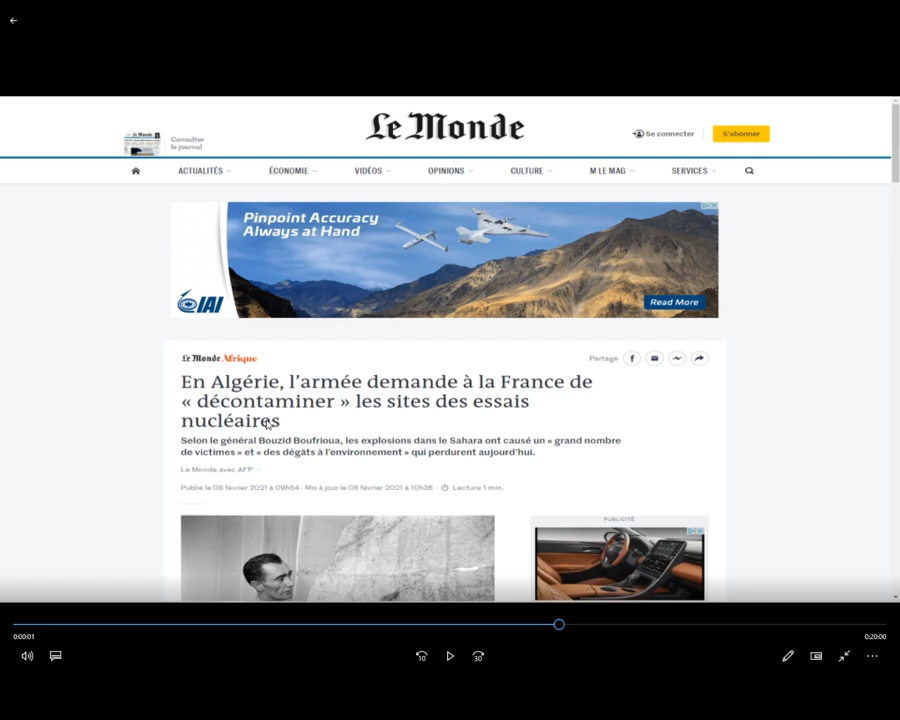 Consulter
le journal
Le Monde
Se connecter
S'abonner
ACTUALITÉS
ÉCONOMIE
VIDÉOS
OPINIONS
CULTURE
M LE MAG
SERVICES
Pinpoint Accuracy
Always at Hand
IAI
Read More
Le Monde Afrique
Partage
En Algérie, l'armée demande à la France de
« décontaminer » les sites des essais
nucléaires
Selon le général Bouzid Boufrioua, les explosions dans le Sahara ont causé un « grand nombre
de victimes » et « des dégâts à l'environnement » qui perdurent aujourd'hui.
Le Monde avec AFP
Publié le 08 février 2021 à 09h54 - Mis à jour le 08 février 2021 à 10h36 · Lecture 1 min.
PUBLICITÉ
0:00:01
0:20:00
10
30